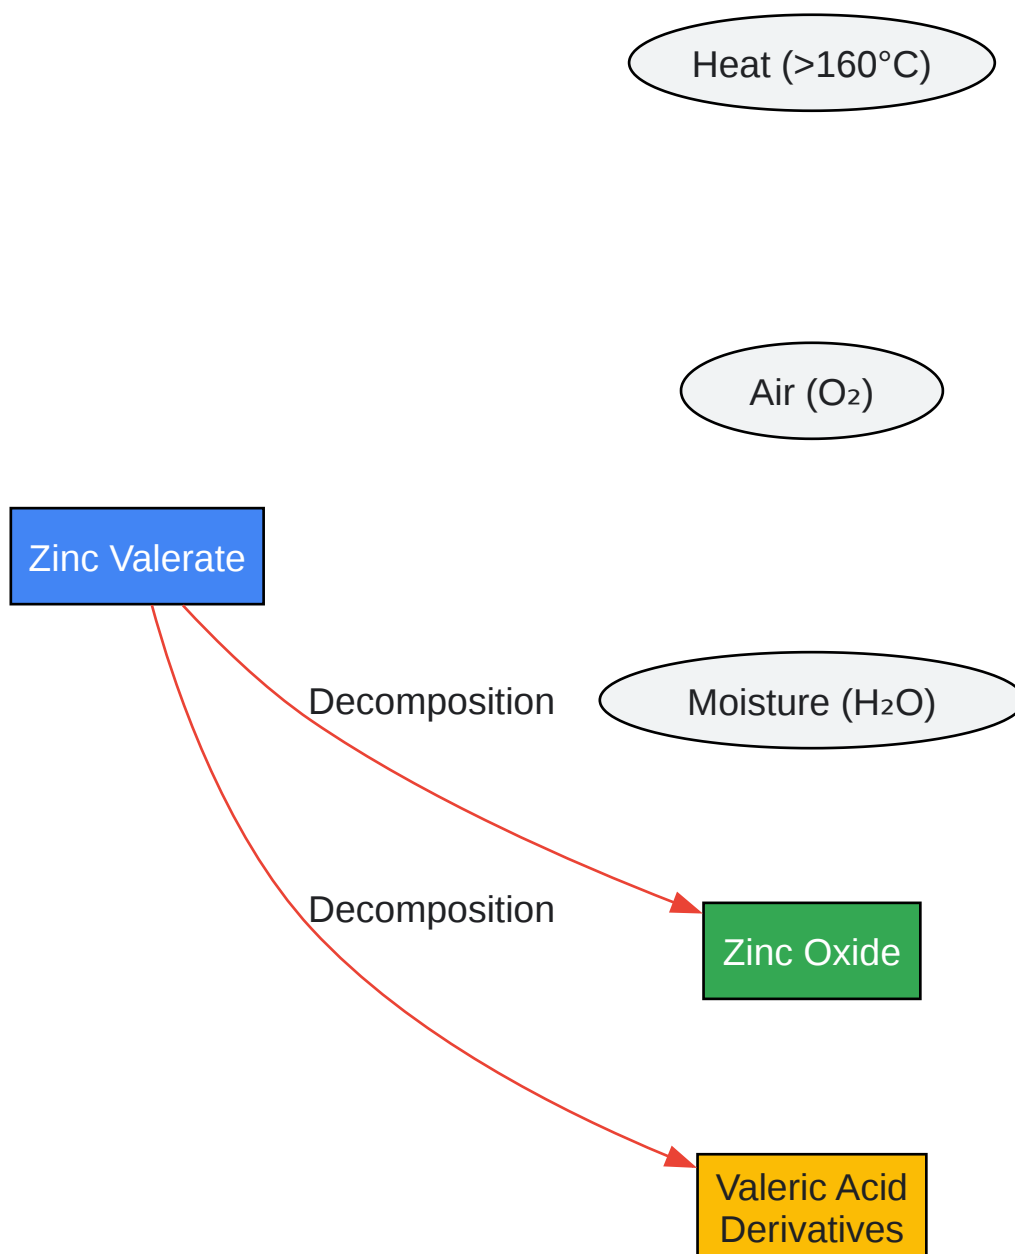 Heat (>160°C)
Air (O₂)
Zinc Valerate
Decomposition
Moisture (H₂O)
Decomposition
Zinc Oxide
Valeric Acid
Derivatives